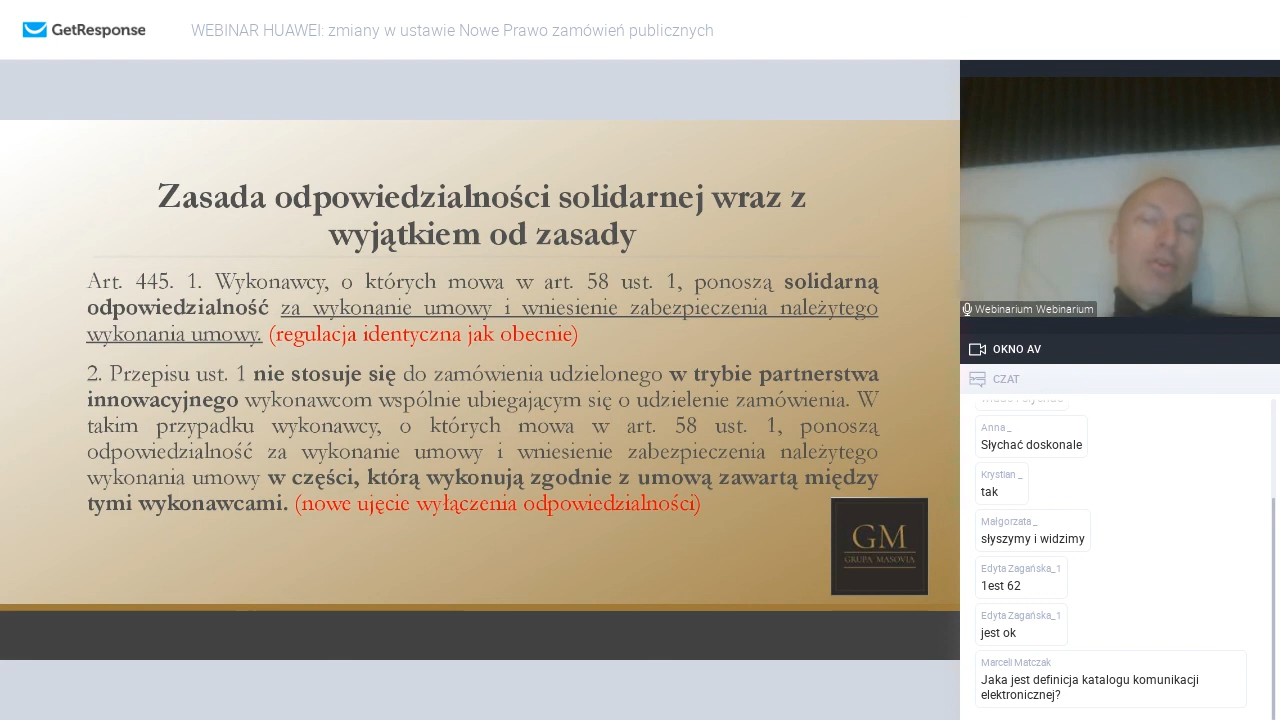 GetResponse
WEBINAR HUAWEI: zmiany w ustawie Nowe Prawo zamówień publicznych
Zasada odpowiedzialności solidarnej wraz z
wyjątkiem od zasady
Art. 445. 1. Wykonawcy, o których mowa w art. 58 ust. 1, ponoszą solidarną
odpowiedzialność za wykonanie umowy i wniesienie zabezpieczenia należytego
wykonania umowy. (regulacja identyczna jak obecnie)
2. Przepisu ust. 1 nie stosuje się do zamówienia udzielonego w trybie partnerstwa
innowacyjnego wykonawcom wspólnie ubiegającym się o udzielenie zamówienia. W
takim przypadku wykonawcy, o których mowa w art. 58 ust. 1, ponoszą
odpowiedzialność za wykonanie umowy i wniesienie zabezpieczenia należytego
wykonania umowy w części, którą wykonują zgodnie z umową zawartą między
tymi wykonawcami. (nowe ujęcie wyłączenia odpowiedzialności)
GM
GRUPA MASOVIA
Webinarium Webinarium
OKNO AV
CZAT
Anna _
Słychać doskonale
Krystian _
tak
Małgorzata _
słyszymy i widzimy
Edyta Zagańska_1
1est 62
Edyta Zagańska_1
jest ok
Marceli Matczak
Jaka jest definicja katalogu komunikacji
elektronicznej?